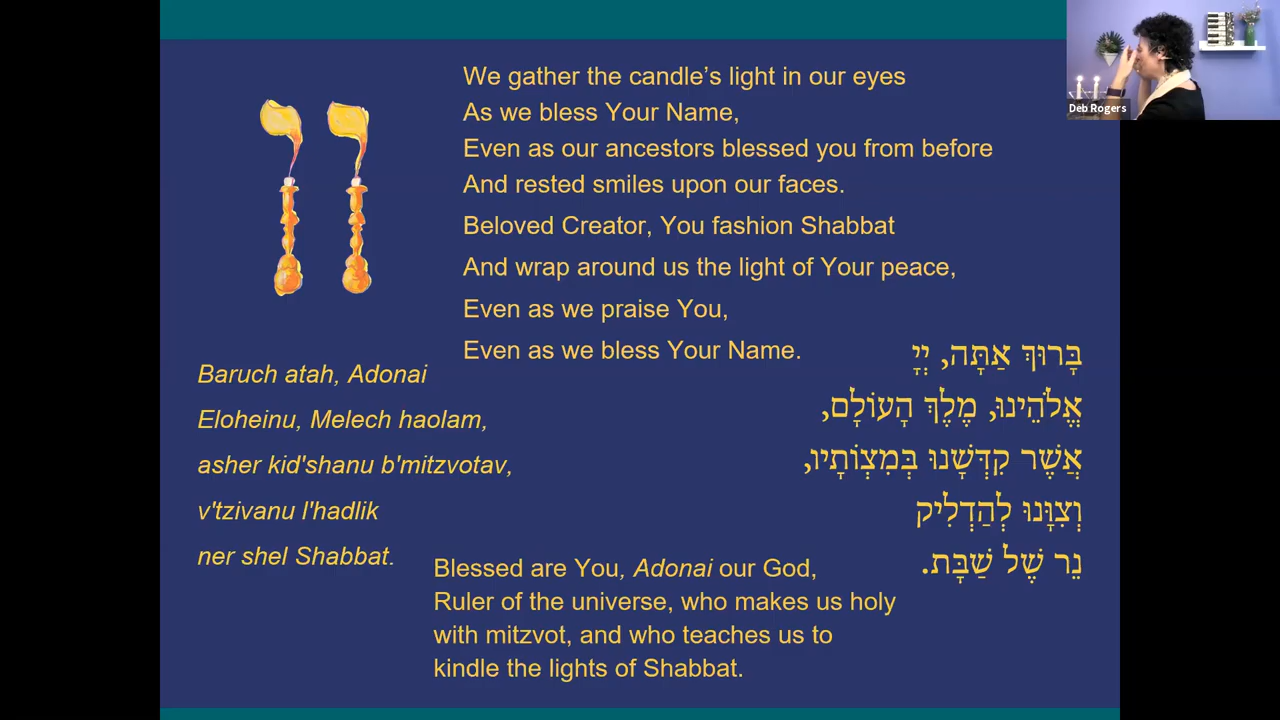 We gather the candle’s light in our eyes
As we bless Your Name,
Even as our ancestors blessed you from before
And rested smiles upon our faces.
Beloved Creator, You fashion Shabbat
And wrap around us the light of Your peace,
Even as we praise You,
Even as we bless Your Name.
Baruch atah, Adonai
Eloheinu, Melech haolam,
asher kid'shanu b'mitzvotav,
v'tzivanu l'hadlik
ner shel Shabbat.
בָּרוּךְ אַתָּה, יְיָ
אֱלֹהֵינוּ, מֶלֶךְ הָעוֹלָם,
אֲשֶׁר קִדְּשָׁנוּ בְּמִצְוֹתָיו,
וְצִוָּנוּ לְהַדְלִיק
נֵר שֶׁל שַׁבָּת.
Blessed are You, Adonai our God,
Ruler of the universe, who makes us holy
with mitzvot, and who teaches us to
kindle the lights of Shabbat.
Deb Rogers